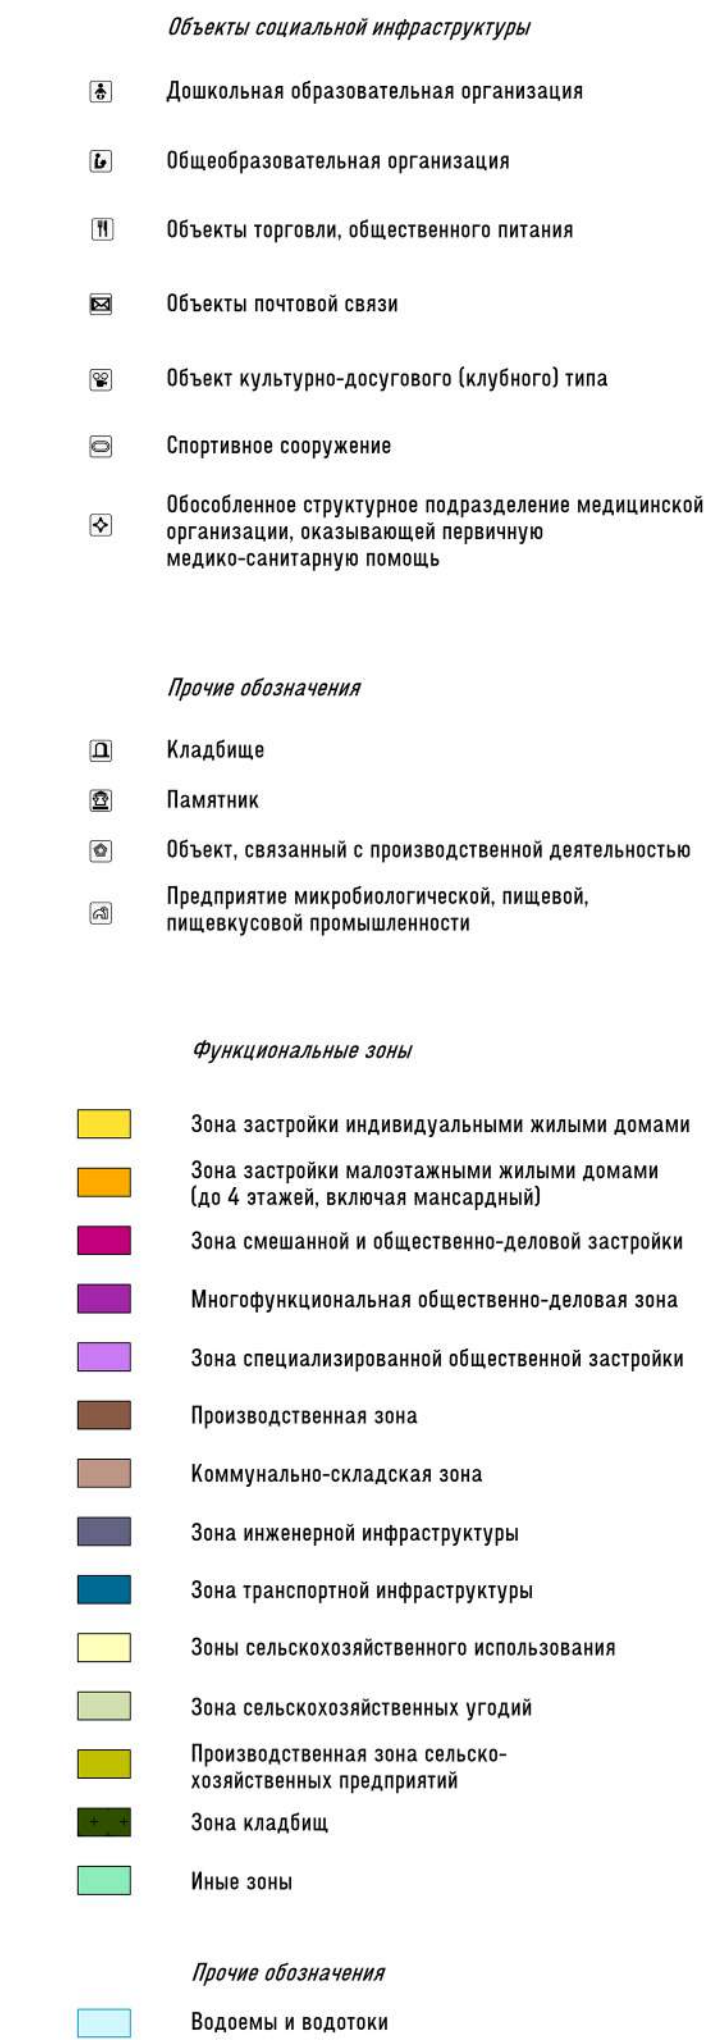 Объекты социальной инфраструктуры
Дошкольная образовательная организация
Общеобразовательная организация
Объекты торговли, общественного питания
Объекты почтовой связи
Объект культурно-досугового (клубного) типа
Спортивное сооружение
Обособленное структурное подразделение медицинской
организации, оказывающей первичную
медико-санитарную помощь
Прочие обозначения
Кладбище
Памятник
Объект, связанный с производственной деятельностью
Предприятие микробиологической, пищевой,
пищевкусовой промышленности
Функциональные зоны
Зона застройки индивидуальными жилыми домами
Зона застройки малоэтажными жилыми домами
(до 4 этажей, включая мансардный)
Зона смешанной и общественно-деловой застройки
Многофункциональная общественно-деловая зона
Зона специализированной общественной застройки
Производственная зона
Коммунально-складская зона
Зона инженерной инфраструктуры
Зона транспортной инфраструктуры
Зоны сельскохозяйственного использования
Зона сельскохозяйственных угодий
Производственная зона сельско-
хозяйственных предприятий
Зона кладбищ
Иные зоны
Прочие обозначения
Водоемы и водотоки